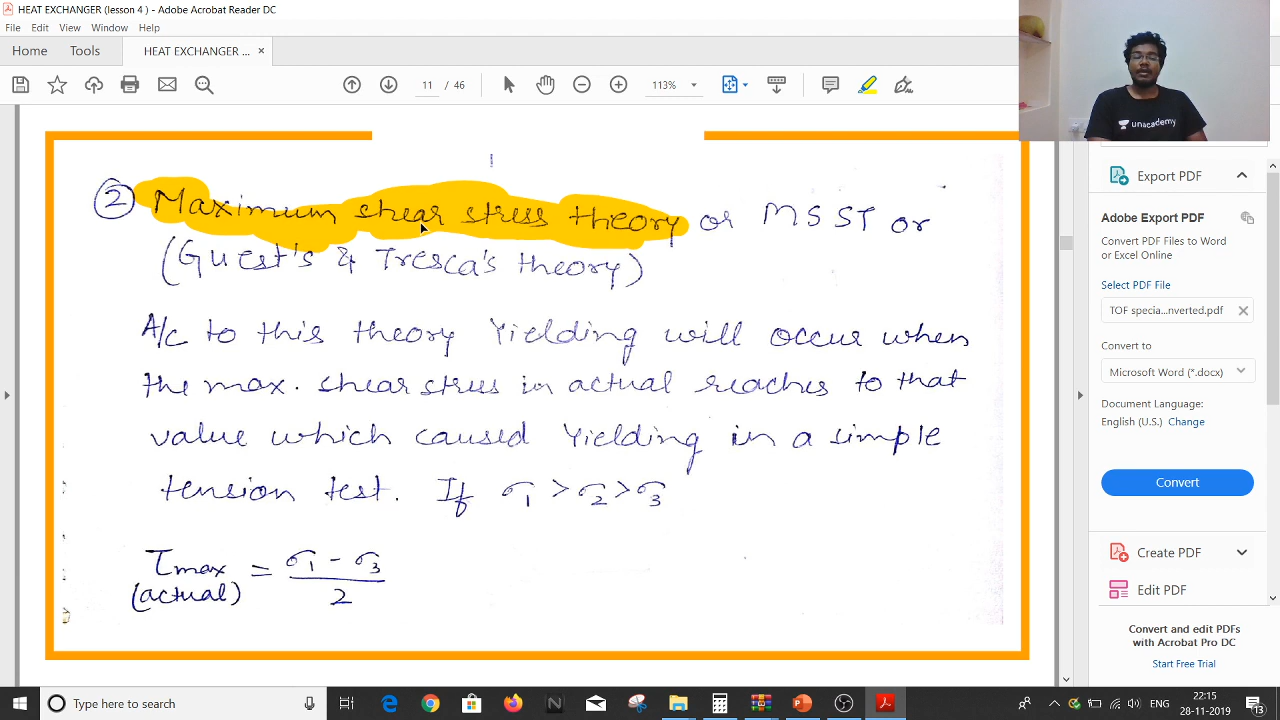 HEAT EXCHANGER (lesson 4 ) - Adobe Acrobat Reader DC
File Edit View Window Help
Home Tools HEAT EXCHANGER ... ×
11 / 46 113%
unacademy
② Maximum shear stress theory or MSST or
(Guest's & Tresca's theory)
A/c to this theory Yielding will occur when
the max. shear stress in actual reaches to that
value which caused Yielding in a simple
tension test. If σ1 > σ2 > σ3
τmax (actual) = (σ1 - σ3) / 2
Export PDF
Adobe Export PDF
Convert PDF Files to Word
or Excel Online
Select PDF File
TOF specia...nverted.pdf
Convert to
Microsoft Word (*.docx)
Document Language:
English (U.S.) Change
Convert
Create PDF
Edit PDF
Convert and edit PDFs
with Acrobat Pro DC
Start Free Trial
Type here to search
ENG
22:15
28-11-2019
13